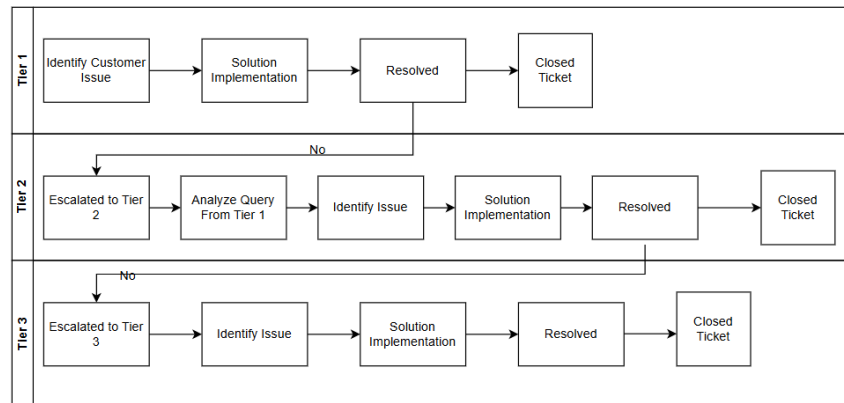 Tier 1
Identify Customer
Issue
Solution
Implementation
Resolved
Closed
Ticket
No
Tier 2
Escalated to Tier
2
Analyze Query
From Tier 1
Identify Issue
Solution
Implementation
Resolved
Closed
Ticket
No
Tier 3
Escalated to Tier
3
Identify Issue
Solution
Implementation
Resolved
Closed
Ticket